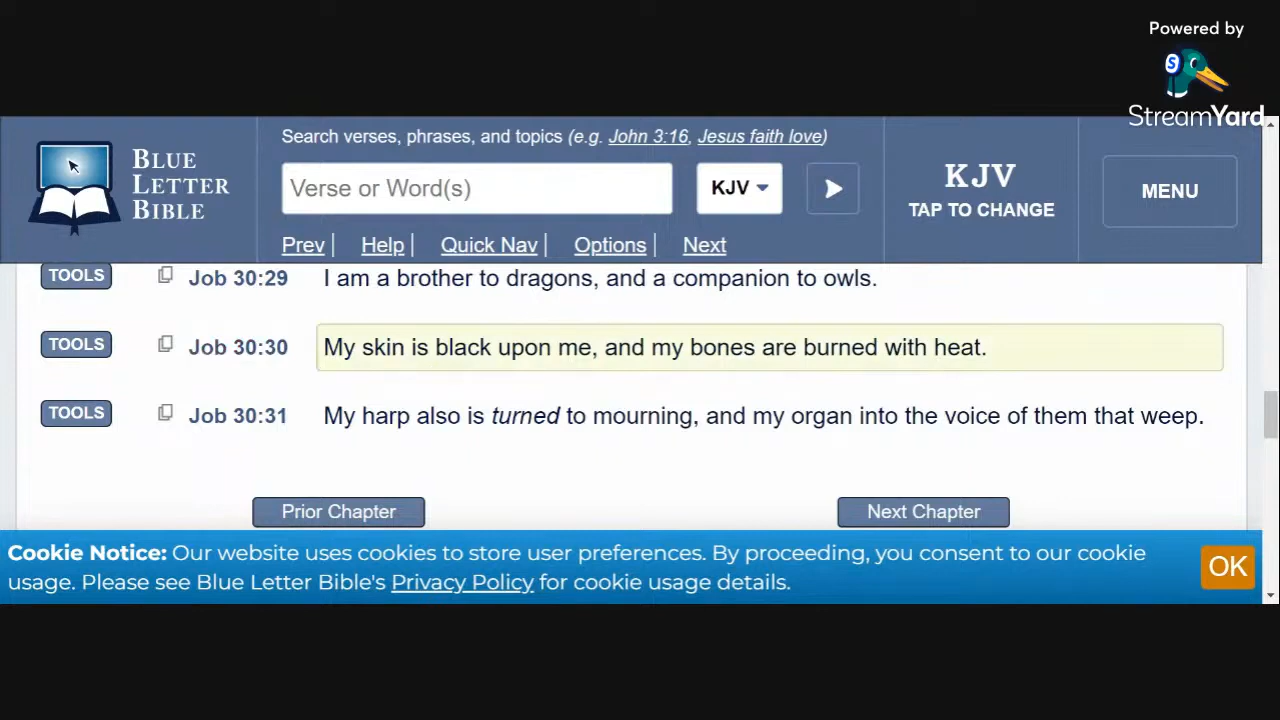 Powered by
StreamYard
Search verses, phrases, and topics (e.g. John 3:16, Jesus faith love)
BLUE
LETTER
BIBLE
Verse or Word(s)
KJV
KJV
TAP TO CHANGE
MENU
Prev | Help | Quick Nav | Options | Next
TOOLS Job 30:29 I am a brother to dragons, and a companion to owls.
TOOLS Job 30:30 My skin is black upon me, and my bones are burned with heat.
TOOLS Job 30:31 My harp also is turned to mourning, and my organ into the voice of them that weep.
Prior Chapter Next Chapter
Cookie Notice: Our website uses cookies to store user preferences. By proceeding, you consent to our cookie
usage. Please see Blue Letter Bible's Privacy Policy for cookie usage details.
OK